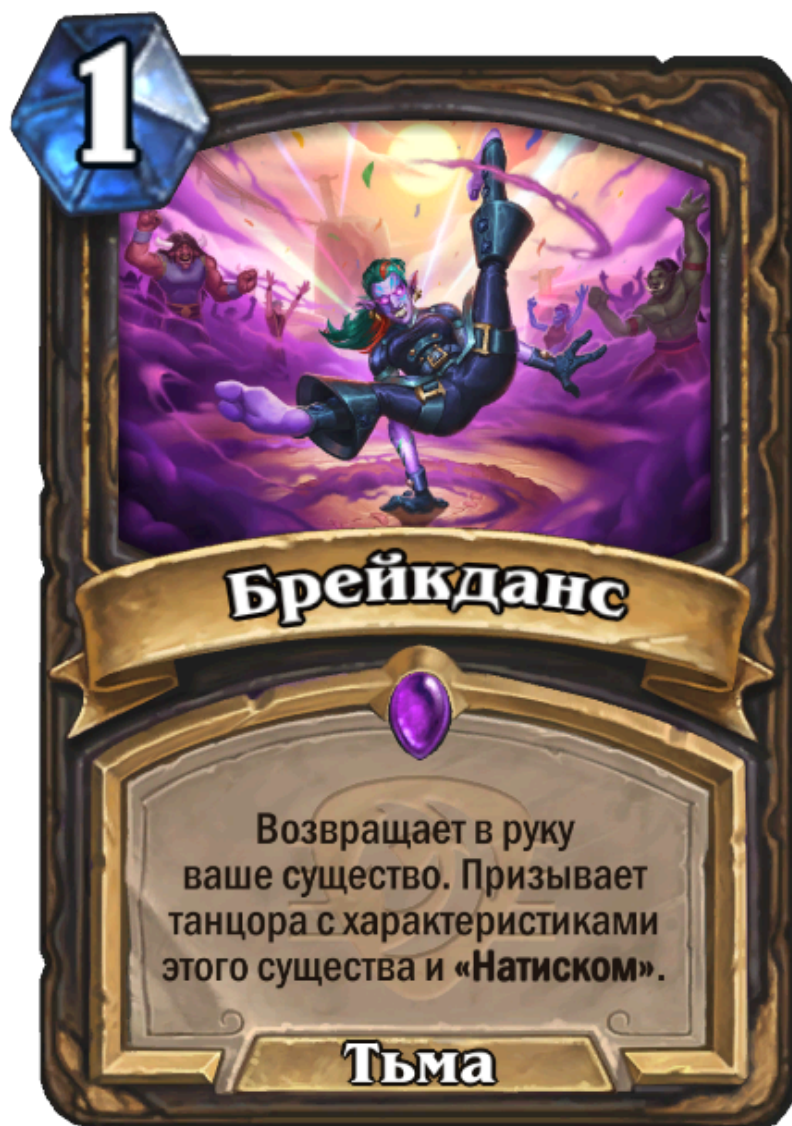 1
Брейкданс
Возвращает в руку
ваше существо. Призывает
танцора с характеристиками
этого существа и «Натиском».
Тьма